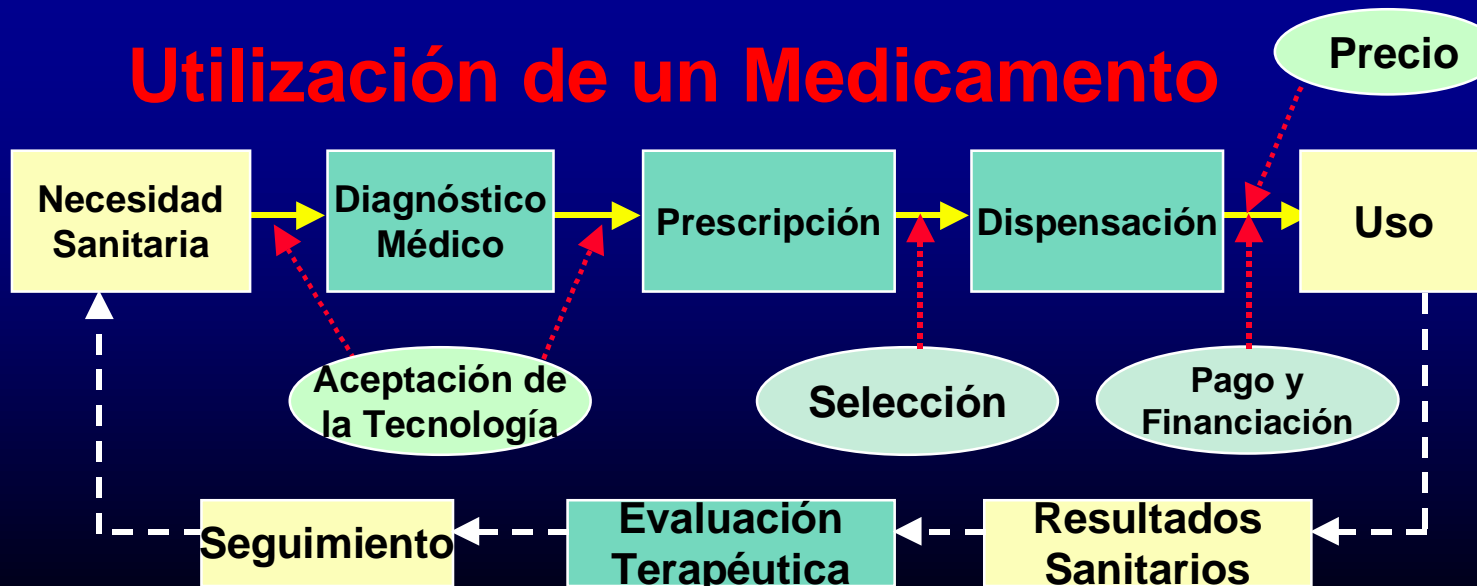 Utilización de un Medicamento
Precio
Necesidad
Sanitaria
Diagnóstico
Médico
Prescripción
Dispensación
Uso
Aceptación de
la Tecnología
Selección
Pago y
Financiación
Seguimiento
Evaluación
Terapéutica
Resultados
Sanitarios